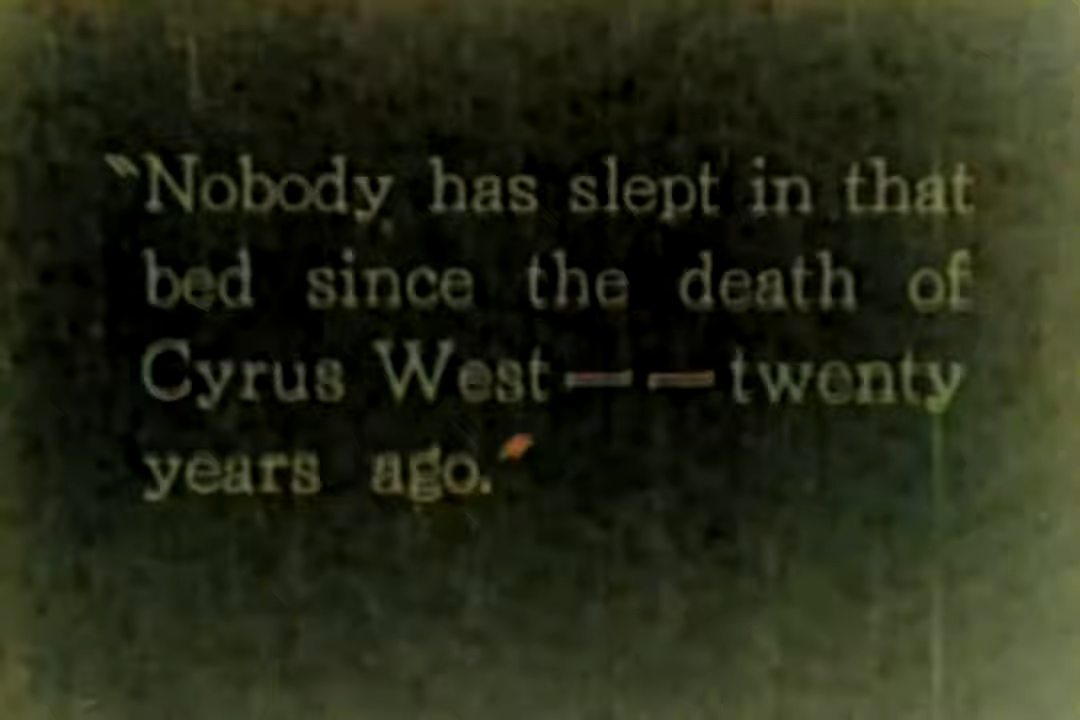 "Nobody has slept in that
bed since the death of
Cyrus West — — twenty
years ago."